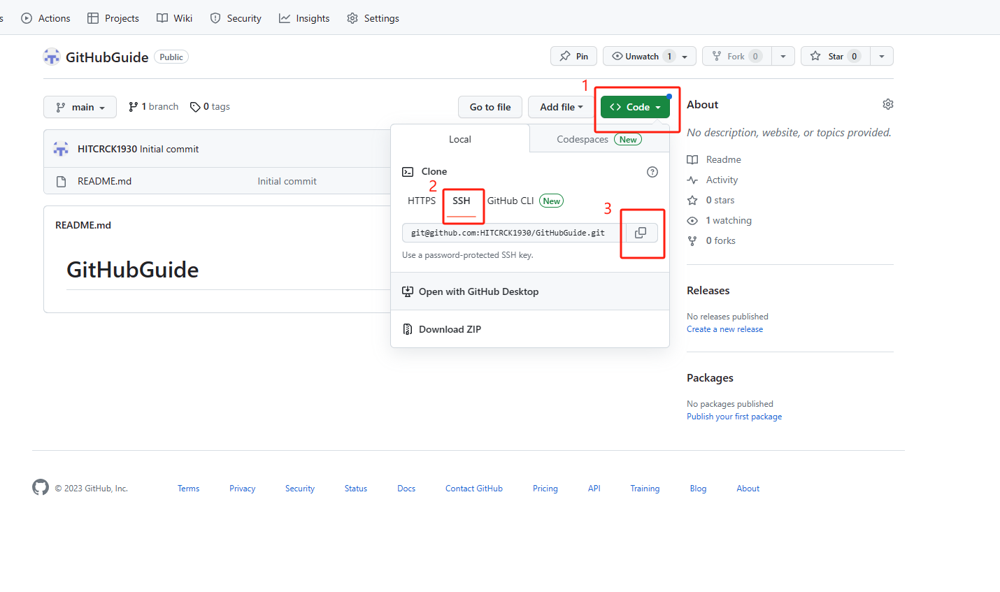 s Actions Projects Wiki Security Insights Settings
GitHubGuide Public Pin Unwatch 1 Fork 0 Star 0
1
main 1 branch 0 tags Go to file Add file Code
HITCRCK1930 Initial commit
README.md Initial commit
README.md
GitHubGuide
Local Codespaces New
Clone
2
HTTPS SSH GitHub CLI New
3
git@github.com:HITCRCK1930/GitHubGuide.git
Use a password-protected SSH key.
Open with GitHub Desktop
Download ZIP
About
No description, website, or topics provided.
Readme
Activity
0 stars
1 watching
0 forks
Releases
No releases published
Create a new release
Packages
No packages published
Publish your first package
© 2023 GitHub, Inc. Terms Privacy Security Status Docs Contact GitHub Pricing API Training Blog About